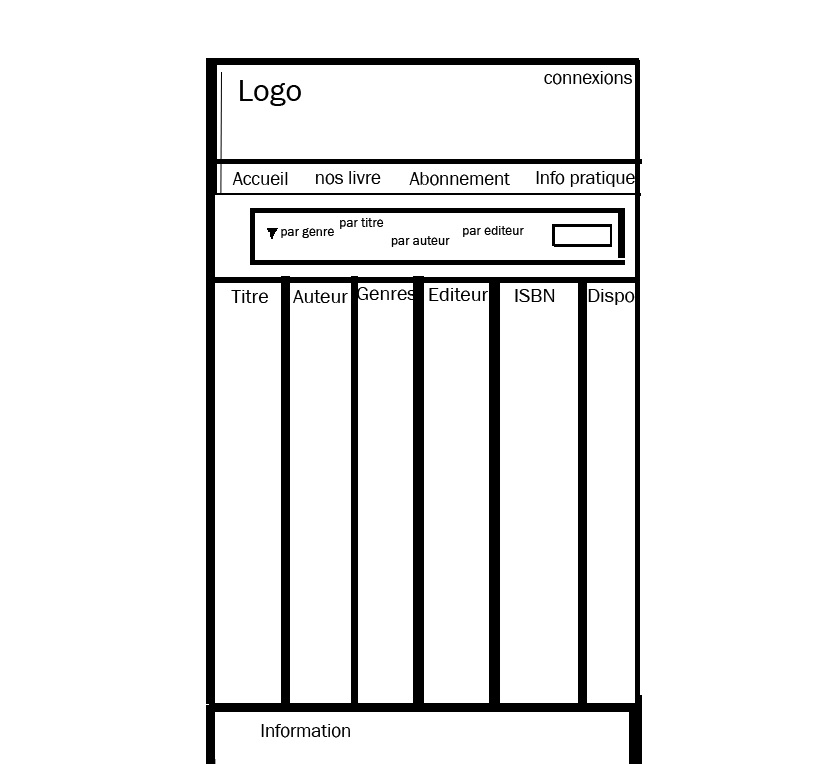 connexions
Logo
Accueil nos livre Abonnement Info pratique
par genre par titre par auteur par editeur
Titre Auteur Genres Editeur ISBN Dispo
Information